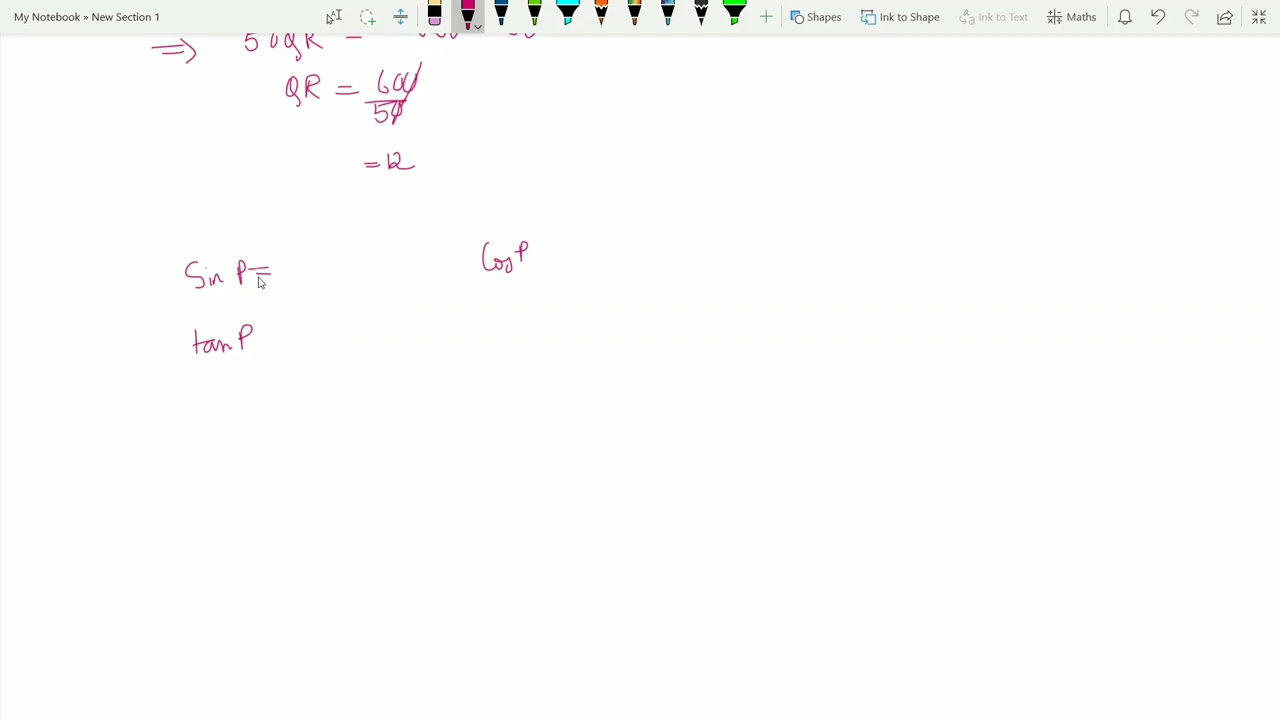 My Notebook » New Section 1
Shapes
Ink to Shape
Ink to Text
Maths
⇒ 50QR =
QR = 600/50
= 12
Sin P =
Cos P
tan P